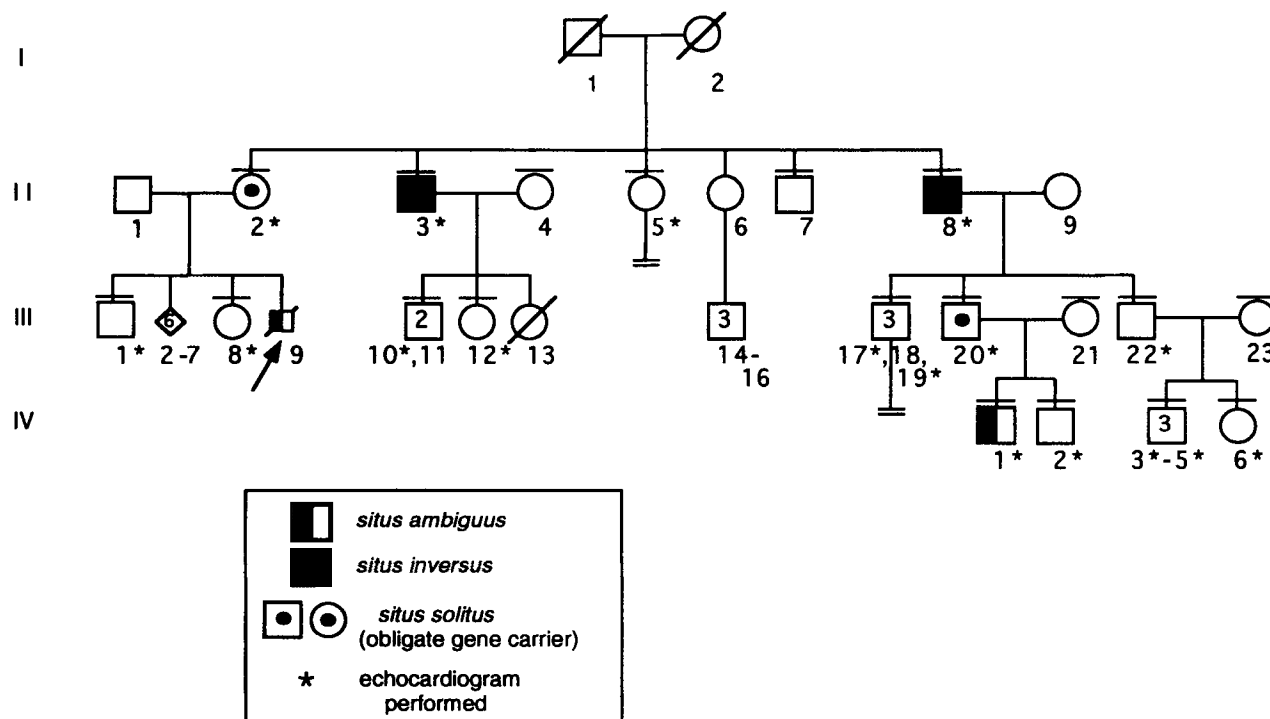 I
1 2
II
1 2* 3* 4 5* 6 7 8* 9
III
6 2 3 3
1* 2-7 8* 9 10*,11 12* 13 14- 17*,18, 20* 21 22* 23
16 19*
IV
3
1* 2* 3*-5* 6*
situs ambiguus
situs inversus
situs solitus
(obligate gene carrier)
* echocardiogram
performed